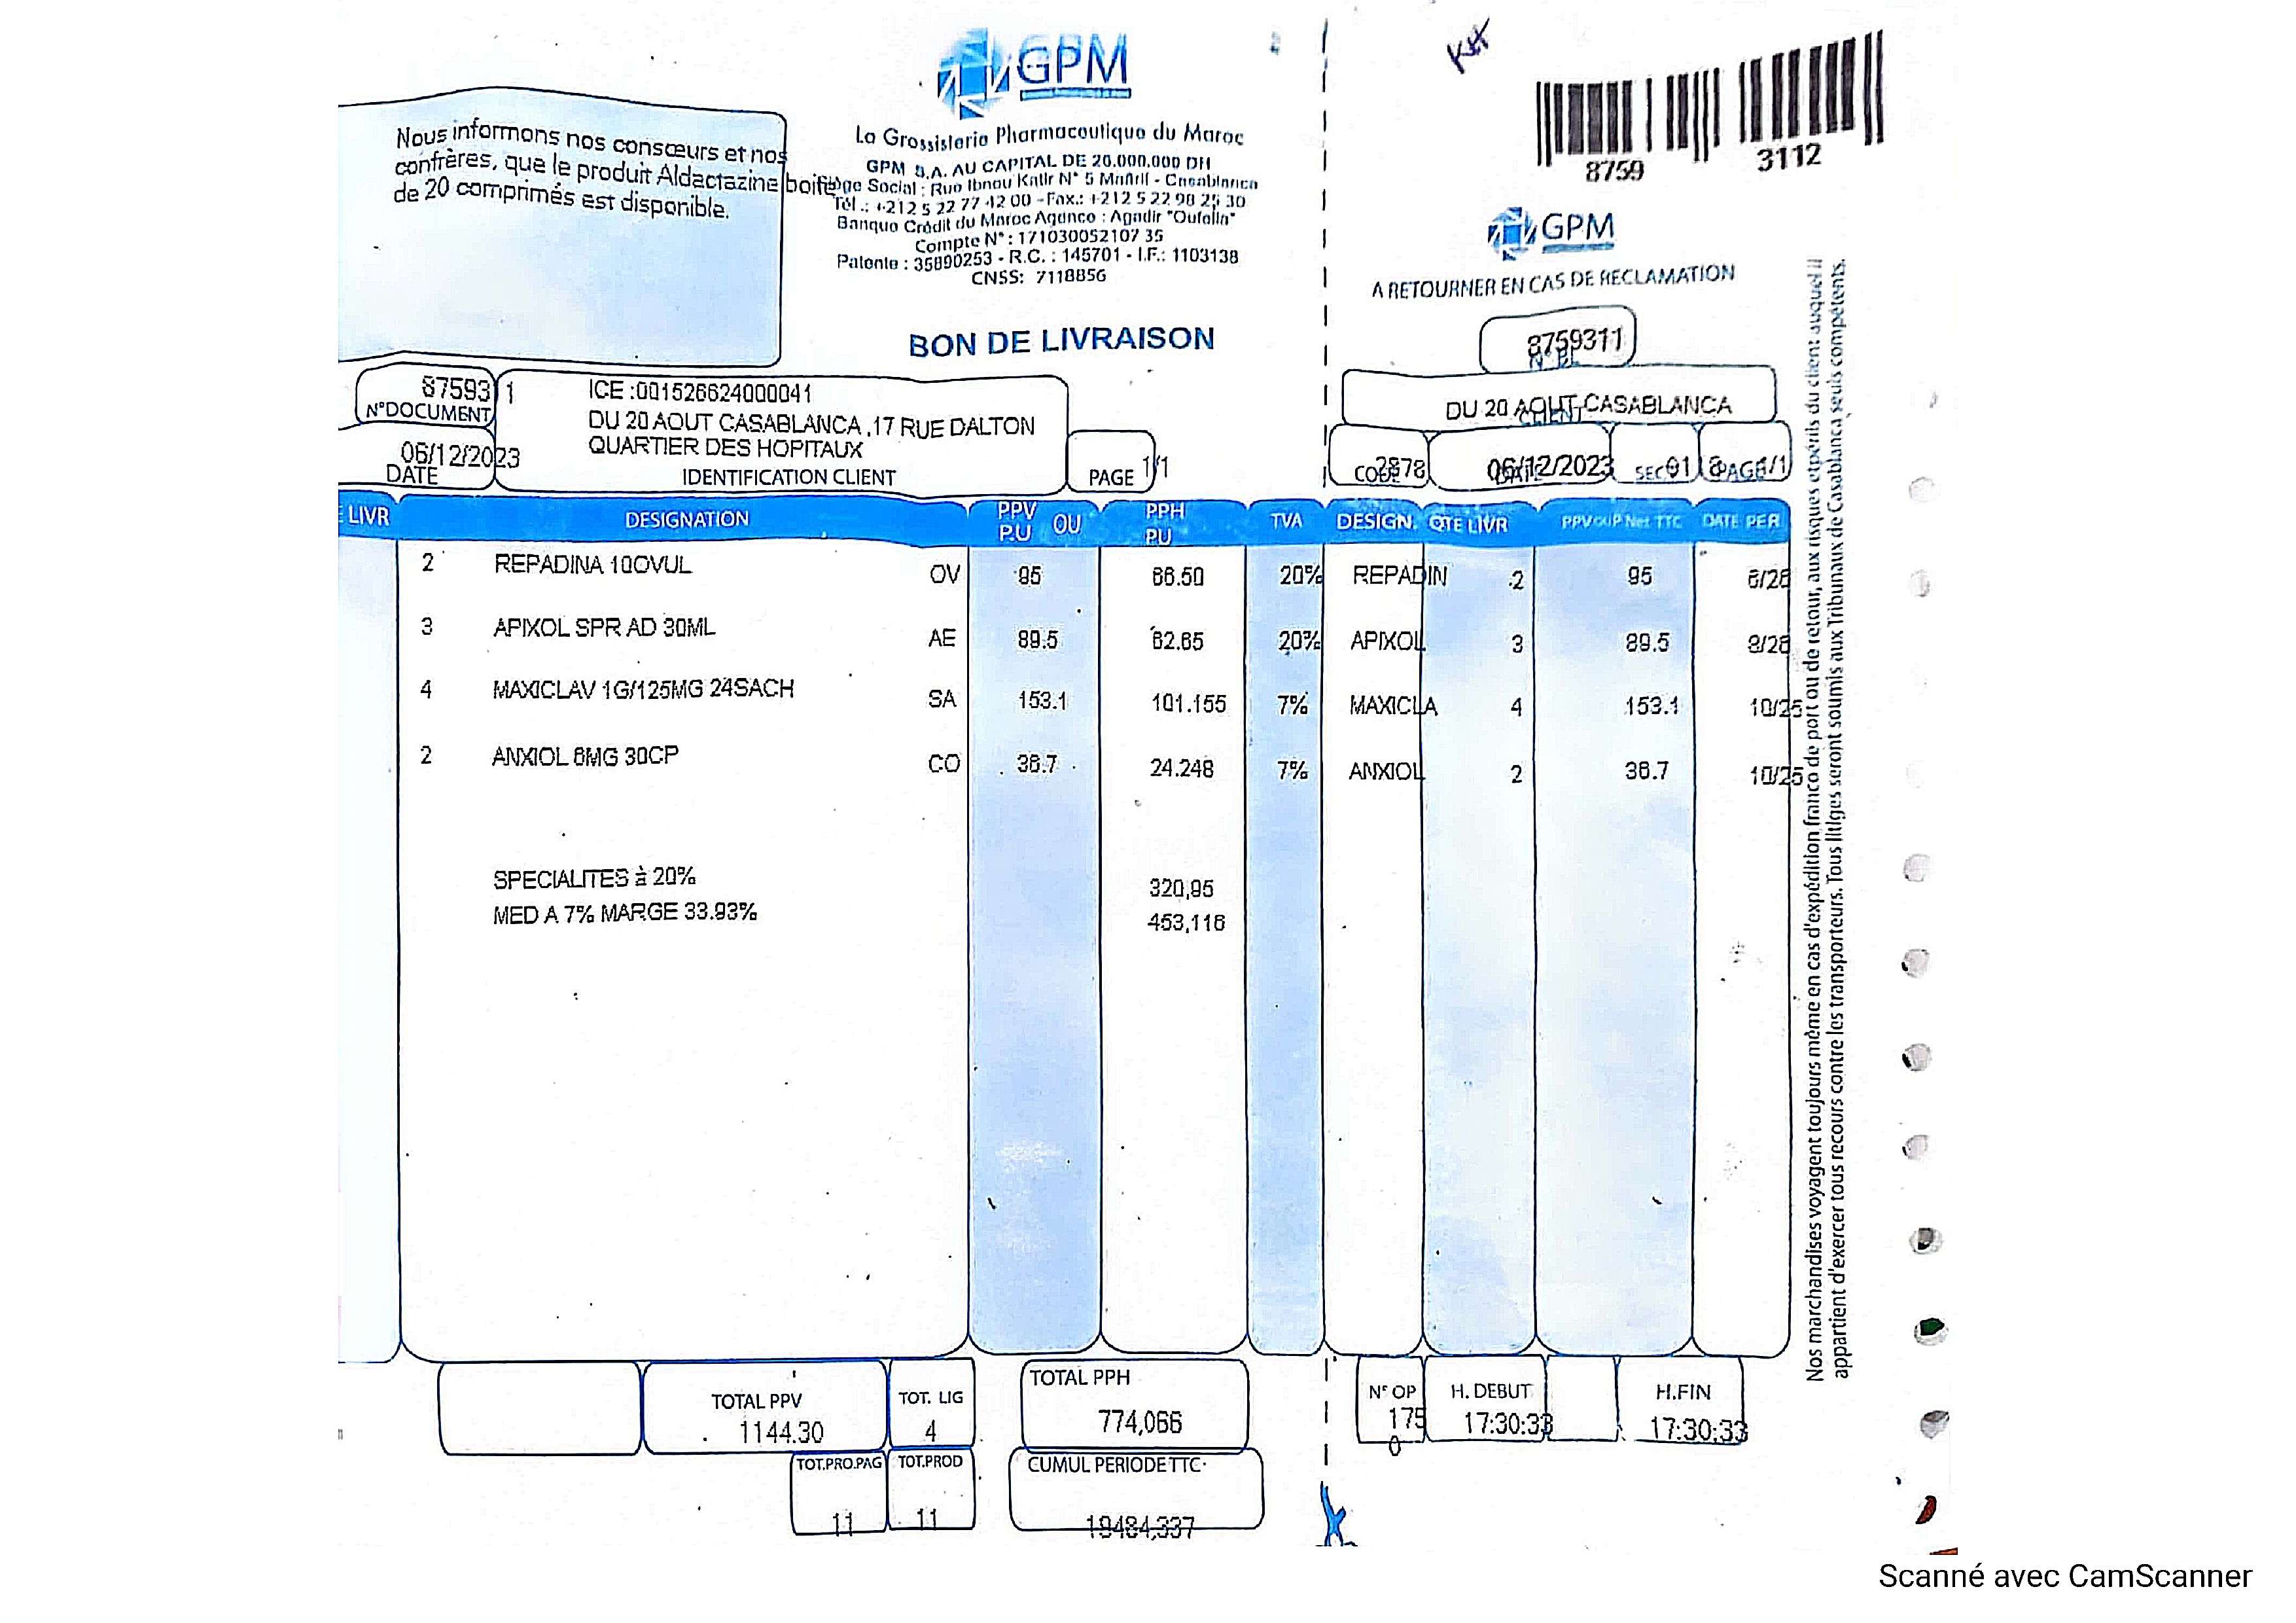 GPM
La Grossisterie Pharmaceutique du Maroc
GPM S.A. AU CAPITAL DE 20.000.000 DH
Siège Social : Rue Ibnou Katir N° 5 Maârif - Casablanca
Tél .: +212 5 22 77 42 00 - Fax.: +212 5 22 98 25 30
Banque Crédit du Maroc Agence : Agadir "Oufella"
Compte N° : 171030052107 35
Patente : 35890253 - R.C. : 145701 - I.F.: 1103138
CNSS: 7118856
Nous informons nos consœurs et nos
confrères, que le produit Aldactazine boite
de 20 comprimés est disponible.
BON DE LIVRAISON
8759311
N°DOCUMENT
06/12/2023
DATE
ICE :001526624000041
DU 20 AOUT CASABLANCA ,17 RUE DALTON
QUARTIER DES HOPITAUX
IDENTIFICATION CLIENT
PAGE 1/1
E LIVR DESIGNATION PPV P.U OU PPH PU TVA
2 REPADINA 10OVUL OV 95 66.50 20%
3 APIXOL SPR AD 30ML AE 89.5 62.65 20%
4 MAXICLAV 1G/125MG 24SACH SA 153.1 101.155 7%
2 ANXIOL 6MG 30CP CO 36.7 24.248 7%
SPECIALITES à 20% 320,95
MED A 7% MARGE 33.93% 453,116
TOTAL PPV
1144.30
TOT. LIG
4
TOTAL PPH
774,066
TOT.PRO.PAG
11
TOT.PROD
11
CUMUL PERIODE TTC
19484,337
8759 3112
GPM
A RETOURNER EN CAS DE RECLAMATION
8759311
N° BL
DU 20 AOUT CASABLANCA
CLIENT
CODE 2878
06/12/2023
DATE
SEC 01
8
PAGE 1/1
DESIGN. QTE LIVR PPV ou P Net TTC DATE PER
REPADIN 2 95 6/26
APIXOL 3 89.5 8/26
MAXICLA 4 153.1 10/25
ANXIOL 2 36.7 10/25
N° OP
1750
H. DEBUT
17:30:33
H.FIN
17:30:33
Nos marchandises voyagent toujours même en cas d'expédition franco de port ou de retour, aux risques et périls du client auquel il
appartient d'exercer tous recours contre les transporteurs. Tous litiges seront soumis aux Tribunaux de Casablanca seuls compétents.
Scanné avec CamScanner